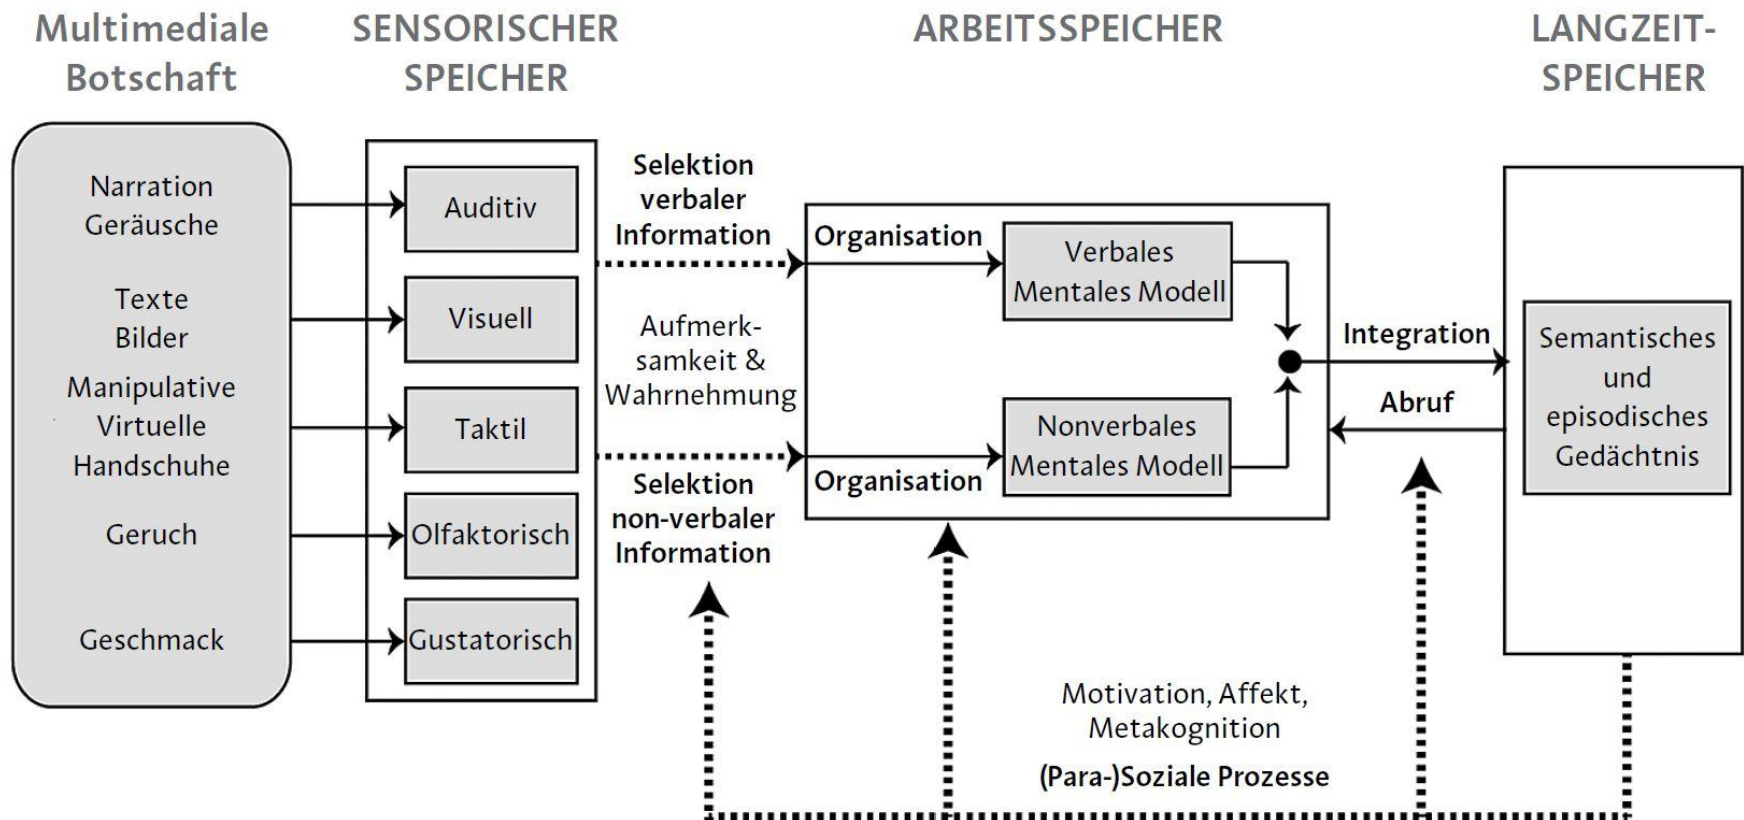 Multimediale
Botschaft
SENSORISCHER
SPEICHER
ARBEITSSPEICHER
LANGZEIT-
SPEICHER
Narration
Geräusche
Texte
Bilder
Manipulative
Virtuelle
Handschuhe
Geruch
Geschmack
Auditiv
Visuell
Taktil
Olfaktorisch
Gustatorisch
Selektion
verbaler
Information
Aufmerk-
samkeit &
Wahrnehmung
Selektion
non-verbaler
Information
Organisation
Verbales
Mentales Modell
Organisation
Nonverbales
Mentales Modell
Integration
Abruf
Semantisches
und
episodisches
Gedächtnis
Motivation, Affekt,
Metakognition
(Para-)Soziale Prozesse